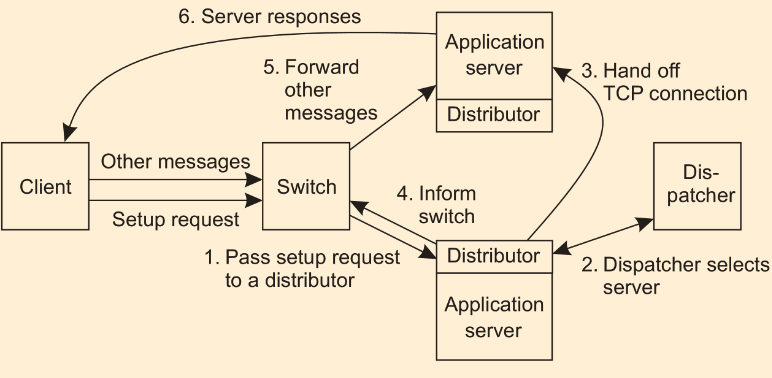 6. Server responses
Application
server
Distributor
5. Forward
other
messages
3. Hand off
TCP connection
Client
Other messages
Setup request
Switch
4. Inform
switch
Dis-
patcher
1. Pass setup request
to a distributor
Distributor
Application
server
2. Dispatcher selects
server